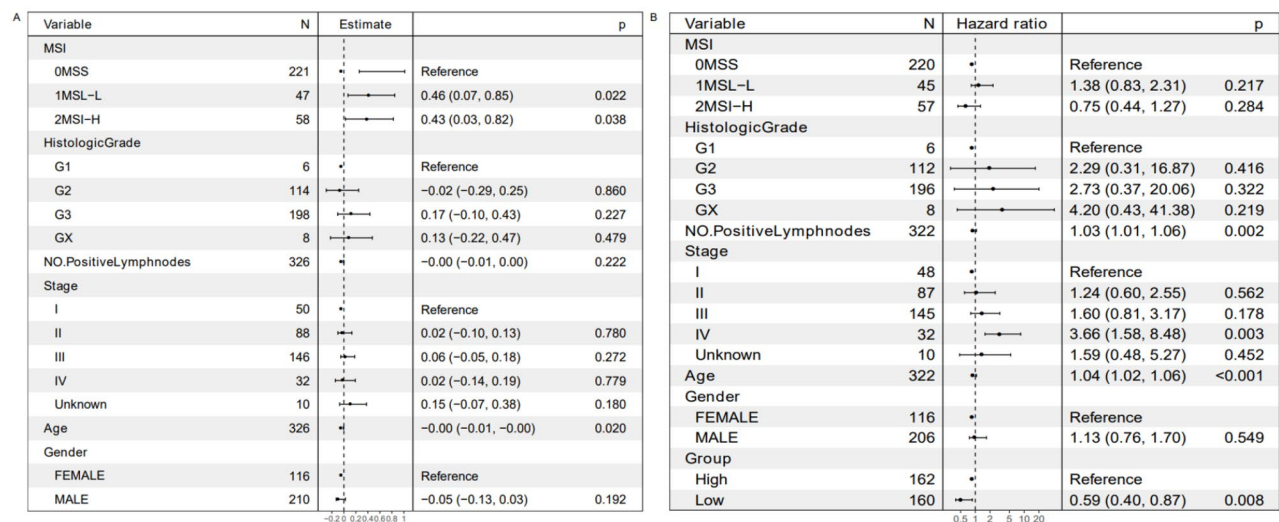 A
Variable N Estimate p
MSI
0MSS 221 Reference
1MSL−L 47 0.46 (0.07, 0.85) 0.022
2MSI−H 58 0.43 (0.03, 0.82) 0.038
HistologicGrade
G1 6 Reference
G2 114 −0.02 (−0.29, 0.25) 0.860
G3 198 0.17 (−0.10, 0.43) 0.227
GX 8 0.13 (−0.22, 0.47) 0.479
NO.PositiveLymphnodes 326 −0.00 (−0.01, 0.00) 0.222
Stage
I 50 Reference
II 88 0.02 (−0.10, 0.13) 0.780
III 146 0.06 (−0.05, 0.18) 0.272
IV 32 0.02 (−0.14, 0.19) 0.779
Unknown 10 0.15 (−0.07, 0.38) 0.180
Age 326 −0.00 (−0.01, −0.00) 0.020
Gender
FEMALE 116 Reference
MALE 210 −0.05 (−0.13, 0.03) 0.192
−0.2 0 0.2 0.4 0.6 0.8 1
B
Variable N Hazard ratio p
MSI
0MSS 220 Reference
1MSL−L 45 1.38 (0.83, 2.31) 0.217
2MSI−H 57 0.75 (0.44, 1.27) 0.284
HistologicGrade
G1 6 Reference
G2 112 2.29 (0.31, 16.87) 0.416
G3 196 2.73 (0.37, 20.06) 0.322
GX 8 4.20 (0.43, 41.38) 0.219
NO.PositiveLymphnodes 322 1.03 (1.01, 1.06) 0.002
Stage
I 48 Reference
II 87 1.24 (0.60, 2.55) 0.562
III 145 1.60 (0.81, 3.17) 0.178
IV 32 3.66 (1.58, 8.48) 0.003
Unknown 10 1.59 (0.48, 5.27) 0.452
Age 322 1.04 (1.02, 1.06) <0.001
Gender
FEMALE 116 Reference
MALE 206 1.13 (0.76, 1.70) 0.549
Group
High 162 Reference
Low 160 0.59 (0.40, 0.87) 0.008
0.5 1 2 5 10 20